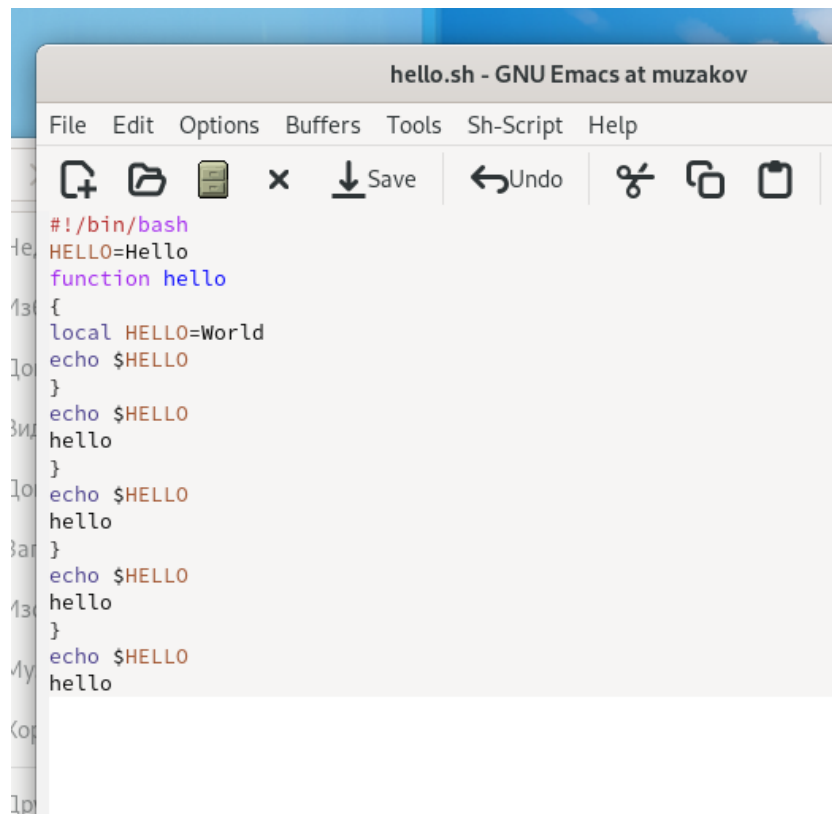 hello.sh - GNU Emacs at muzakov
File Edit Options Buffers Tools Sh-Script Help
Save Undo
#!/bin/bash
HELLO=Hello
function hello
{
local HELLO=World
echo $HELLO
}
echo $HELLO
hello
}
echo $HELLO
hello
}
echo $HELLO
hello
}
echo $HELLO
hello